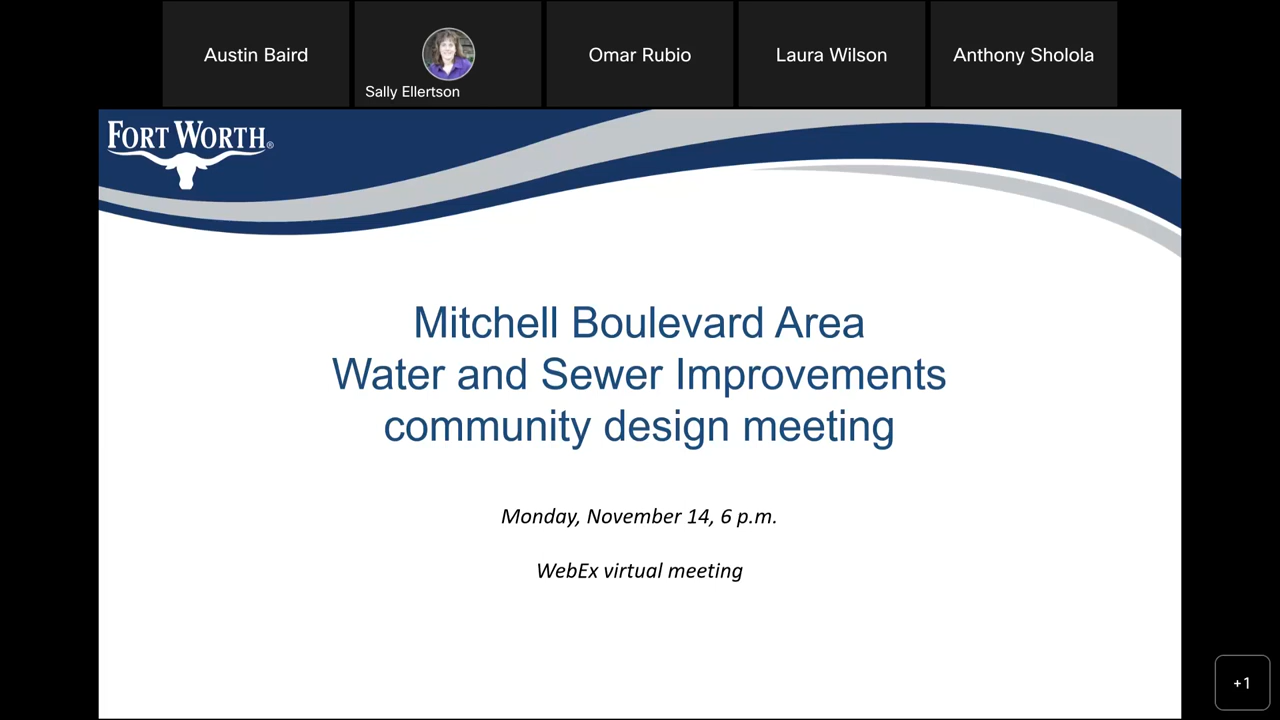 Austin Baird
Sally Ellertson
Omar Rubio
Laura Wilson
Anthony Sholola
FORT WORTH®
Mitchell Boulevard Area
Water and Sewer Improvements
community design meeting
Monday, November 14, 6 p.m.
WebEx virtual meeting
+1